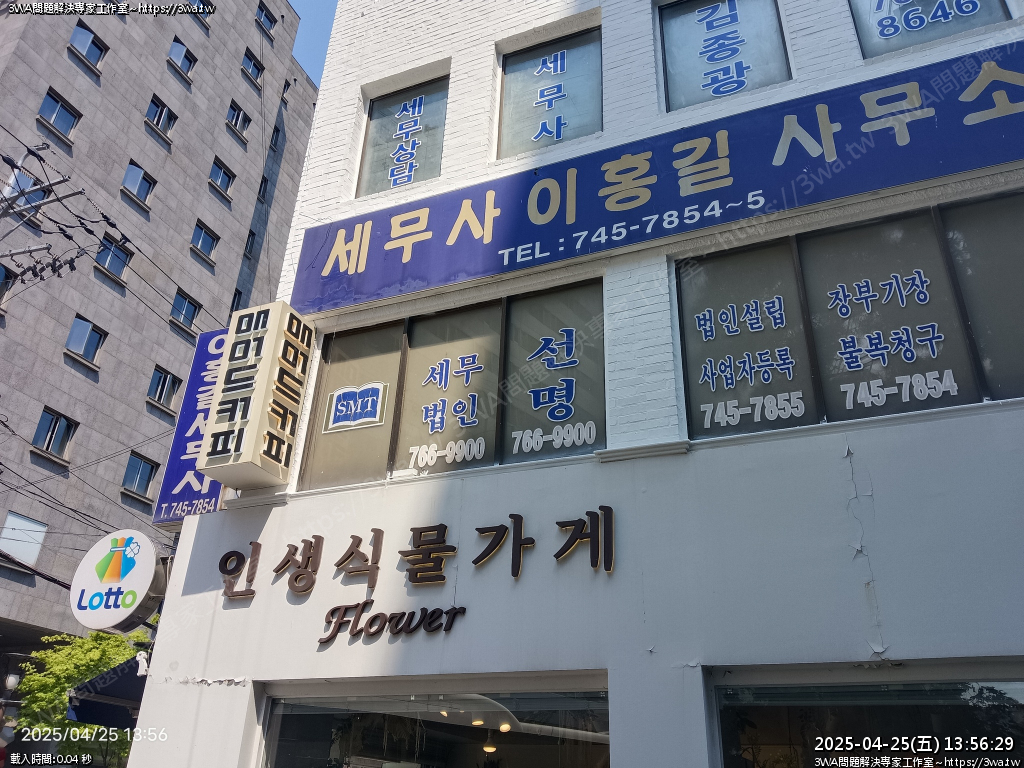 3WA問題解決專家工作室~https://3wa.tw
세무상담
세무사
김종광
8646
세무사 이홍길 사무소
TEL : 745-7854~5
매머드커피
매머드커피
T. 745-7854
SMT
세무
법인
766-9900
선명
766-9900
법인설립
사업자등록
745-7855
장부기장
불복청구
745-7854
인생식물가게
Flower
Lotto
2025/04/25 13:56
載入時間:0.04 秒
2025-04-25(五) 13:56:29
3WA問題解決專家工作室~https://3wa.tw